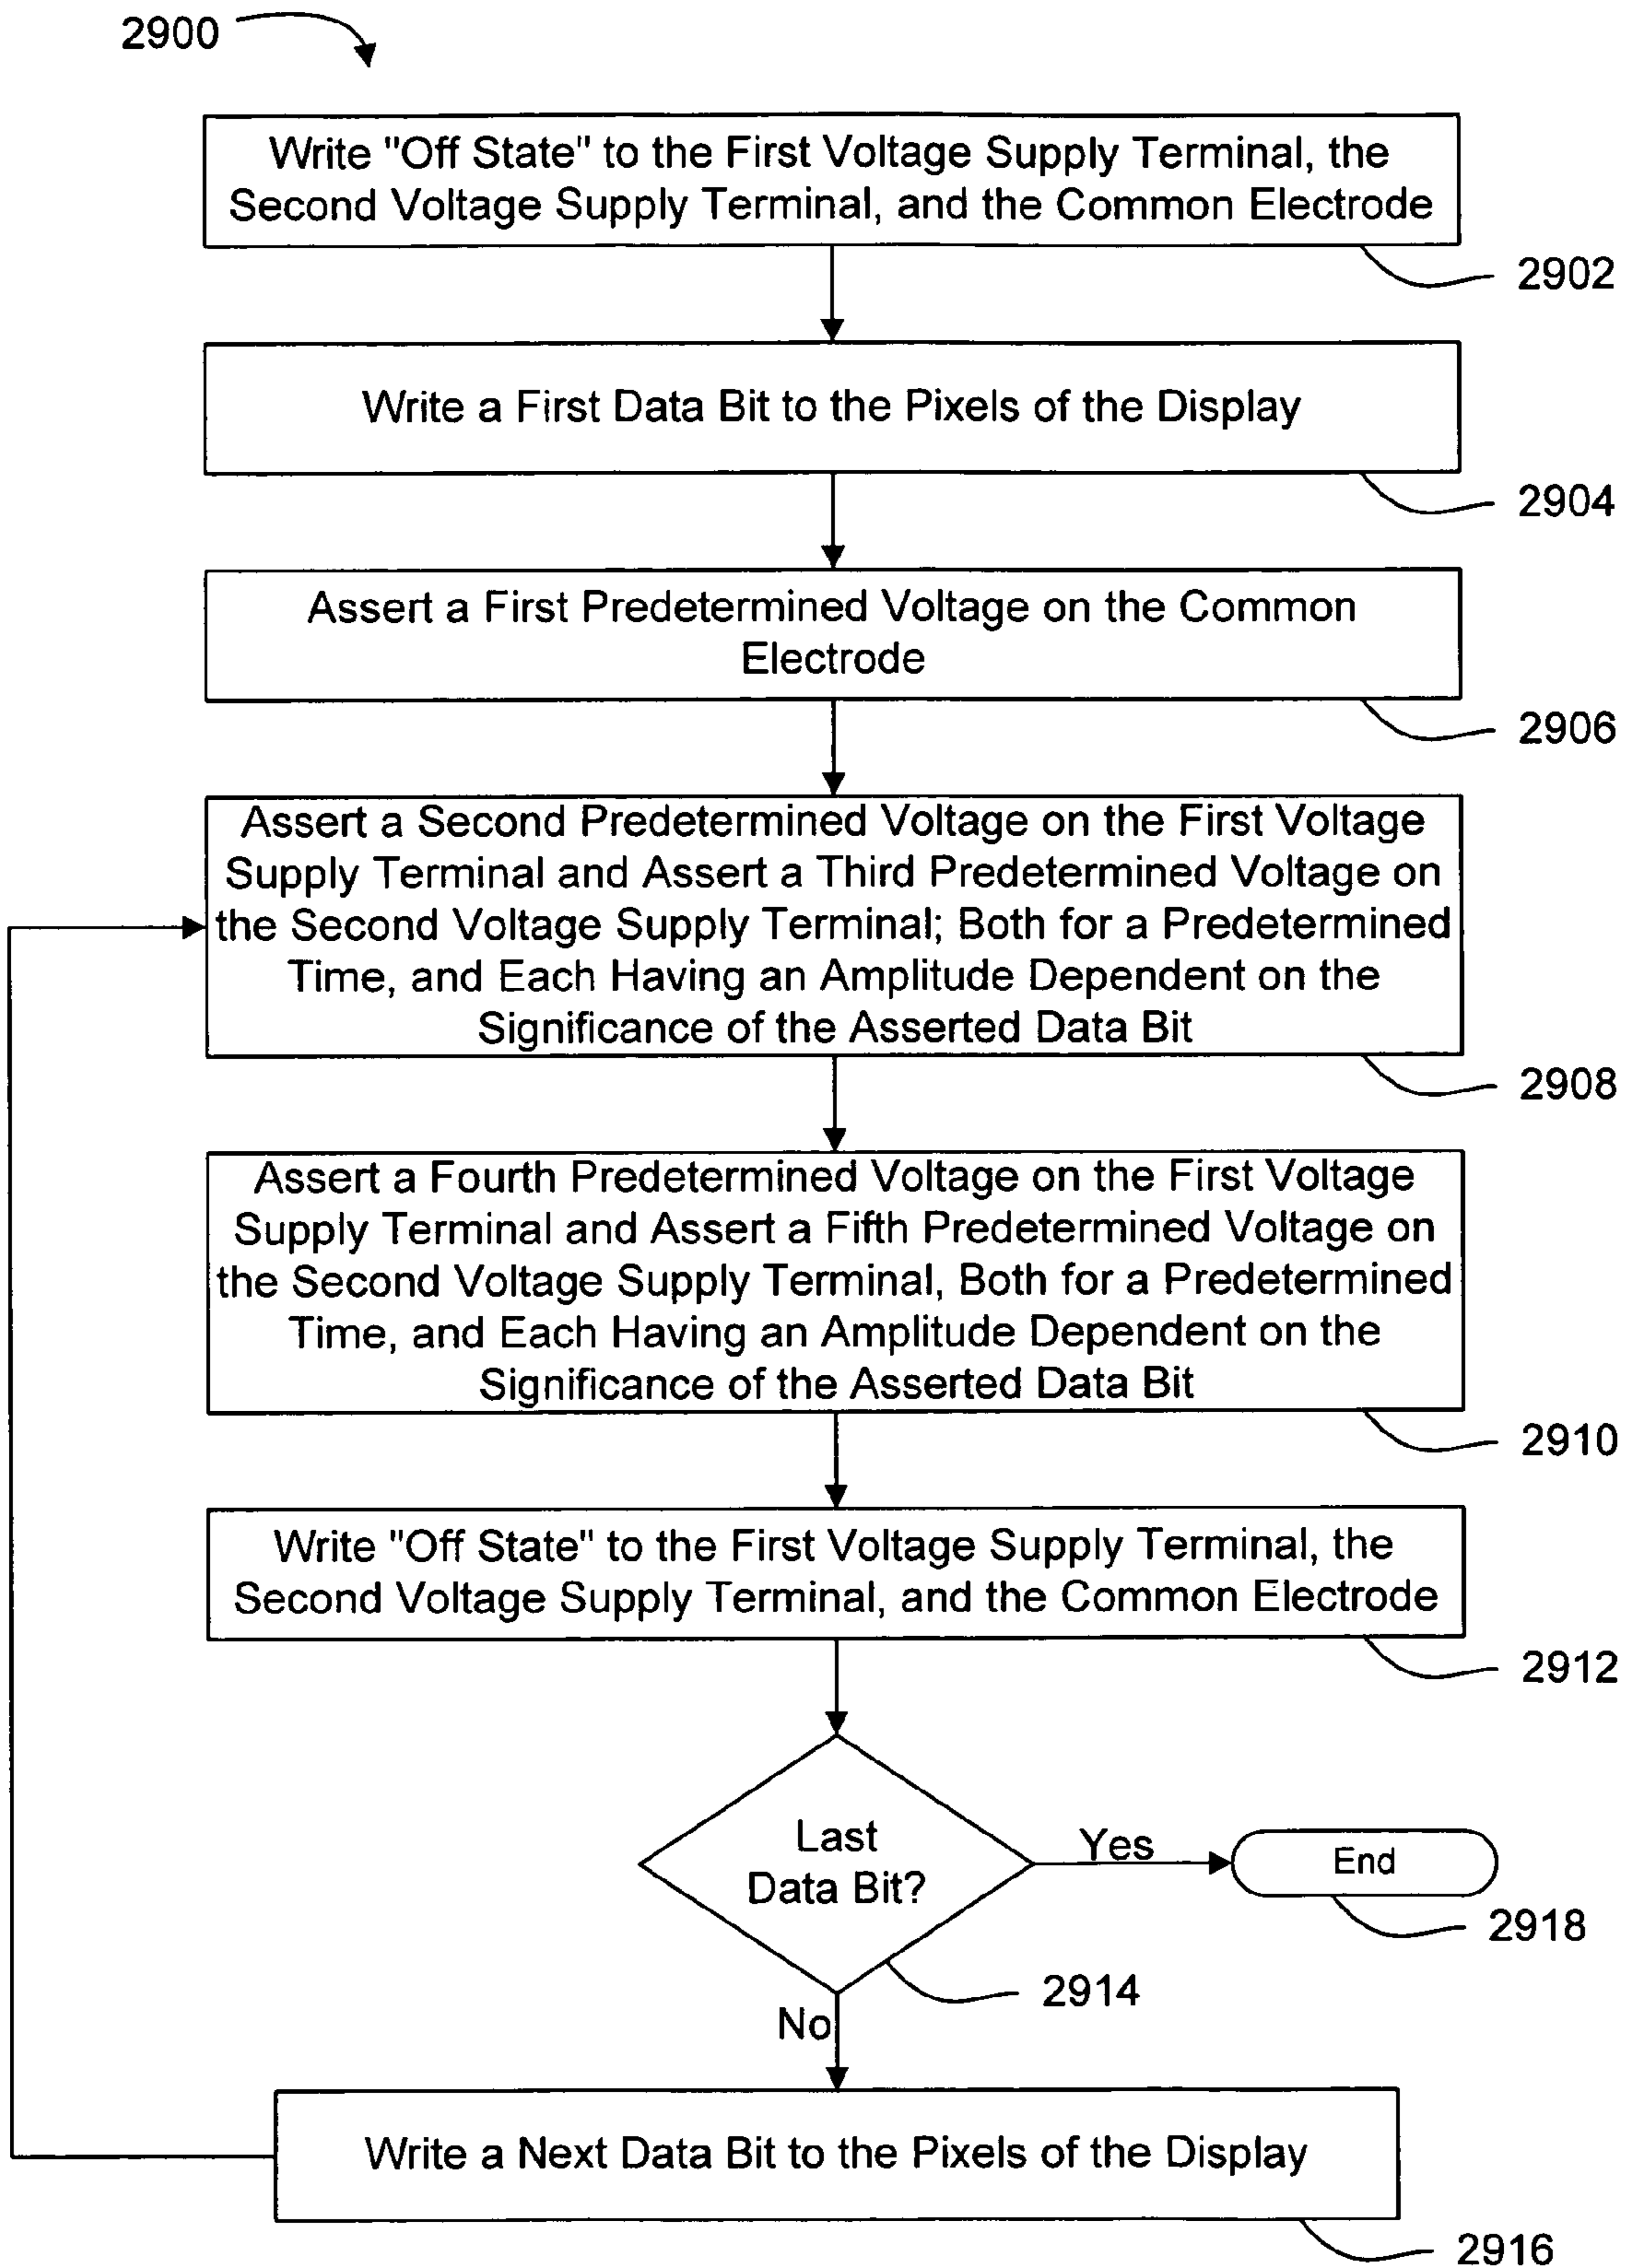 2900
Write "Off State" to the First Voltage Supply Terminal, the
Second Voltage Supply Terminal, and the Common Electrode
2902
Write a First Data Bit to the Pixels of the Display
2904
Assert a First Predetermined Voltage on the Common
Electrode
2906
Assert a Second Predetermined Voltage on the First Voltage
Supply Terminal and Assert a Third Predetermined Voltage on
the Second Voltage Supply Terminal; Both for a Predetermined
Time, and Each Having an Amplitude Dependent on the
Significance of the Asserted Data Bit
2908
Assert a Fourth Predetermined Voltage on the First Voltage
Supply Terminal and Assert a Fifth Predetermined Voltage on
the Second Voltage Supply Terminal, Both for a Predetermined
Time, and Each Having an Amplitude Dependent on the
Significance of the Asserted Data Bit
2910
Write "Off State" to the First Voltage Supply Terminal, the
Second Voltage Supply Terminal, and the Common Electrode
2912
Last
Data Bit?
Yes
End
2918
2914
No
Write a Next Data Bit to the Pixels of the Display
2916